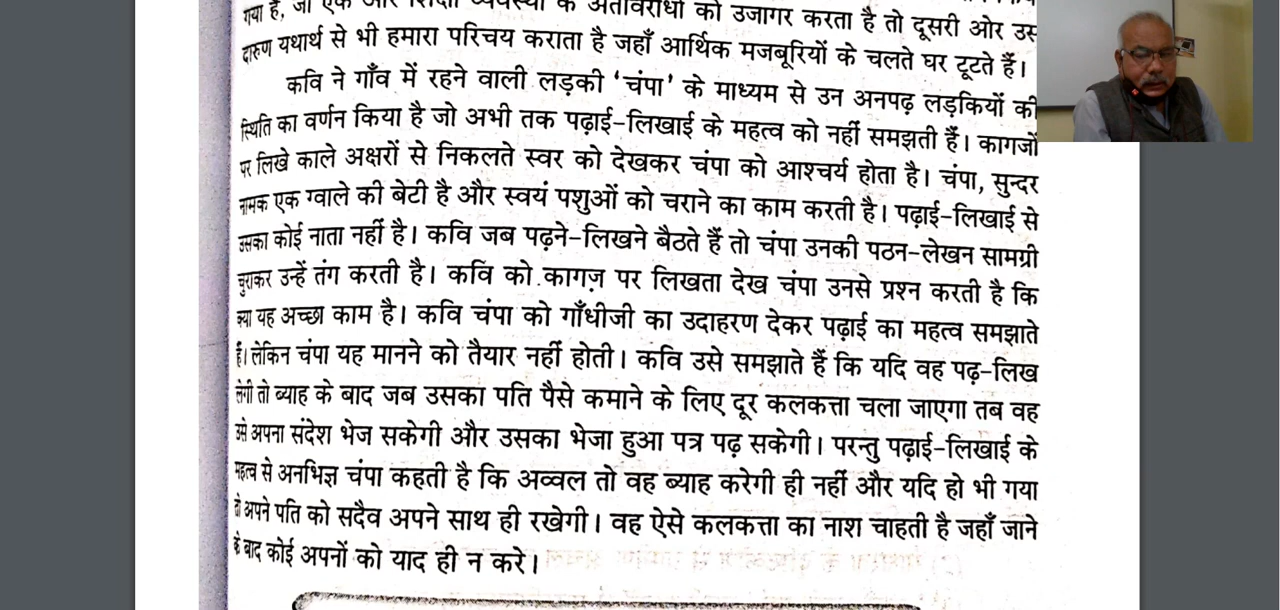 गया है, जो एक ओर शिक्षा व्यवस्था के अंतर्विरोधों को उजागर करता है तो दूसरी ओर उस
दारुण यथार्थ से भी हमारा परिचय कराता है जहाँ आर्थिक मजबूरियों के चलते घर टूटते हैं।
कवि ने गाँव में रहने वाली लड़की 'चंपा' के माध्यम से उन अनपढ़ लड़कियों की
स्थिति का वर्णन किया है जो अभी तक पढ़ाई-लिखाई के महत्व को नहीं समझती हैं। कागजों
पर लिखे काले अक्षरों से निकलते स्वर को देखकर चंपा को आश्चर्य होता है। चंपा, सुन्दर
नामक एक ग्वाले की बेटी है और स्वयं पशुओं को चराने का काम करती है। पढ़ाई-लिखाई से
उसका कोई नाता नहीं है। कवि जब पढ़ने-लिखने बैठते हैं तो चंपा उनकी पठन-लेखन सामग्री
चुराकर उन्हें तंग करती है। कवि को कागज़ पर लिखता देख चंपा उनसे प्रश्न करती है कि
क्या यह अच्छा काम है। कवि चंपा को गाँधीजी का उदाहरण देकर पढ़ाई का महत्व समझाते
हैं। लेकिन चंपा यह मानने को तैयार नहीं होती। कवि उसे समझाते हैं कि यदि वह पढ़-लिख
लेगी तो ब्याह के बाद जब उसका पति पैसे कमाने के लिए दूर कलकत्ता चला जाएगा तब वह
उसे अपना संदेश भेज सकेगी और उसका भेजा हुआ पत्र पढ़ सकेगी। परन्तु पढ़ाई-लिखाई के
महत्व से अनभिज्ञ चंपा कहती है कि अव्वल तो वह ब्याह करेगी ही नहीं और यदि हो भी गया
तो अपने पति को सदैव अपने साथ ही रखेगी। वह ऐसे कलकत्ता का नाश चाहती है जहाँ जाने
के बाद कोई अपनों को याद ही न करे।